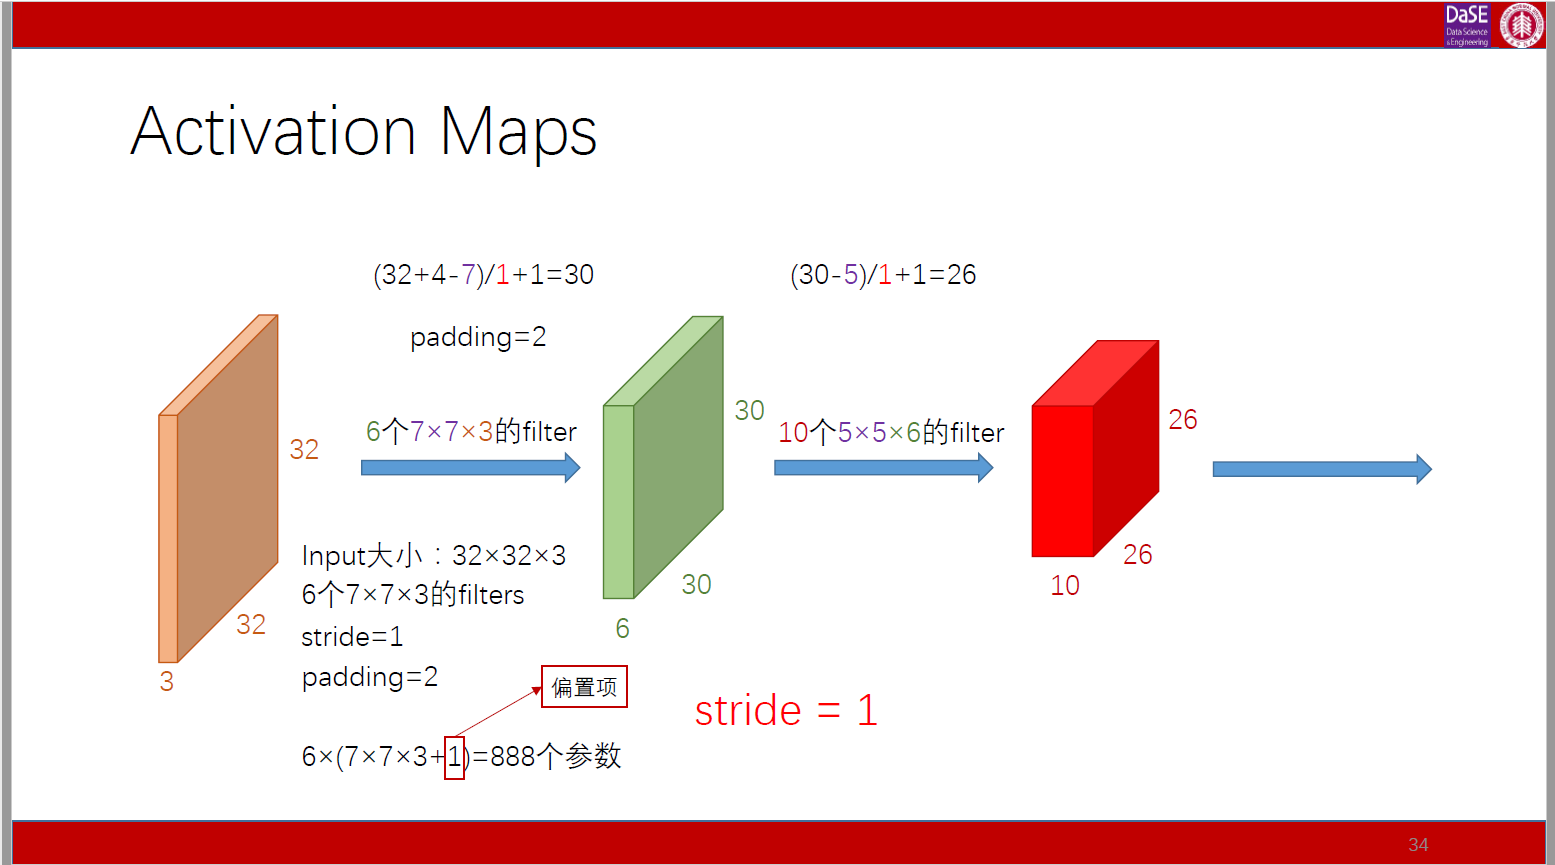 DaSE
Data Science
& Engineering
Activation Maps
(32+4-7)/1+1=30
(30-5)/1+1=26
padding=2
6个7×7×3的filter
10个5×5×6的filter
32
30
26
Input大小：32×32×3
6个7×7×3的filters
stride=1
padding=2
32
3
30
6
26
10
偏置项
stride = 1
6×(7×7×3+1)=888个参数
34